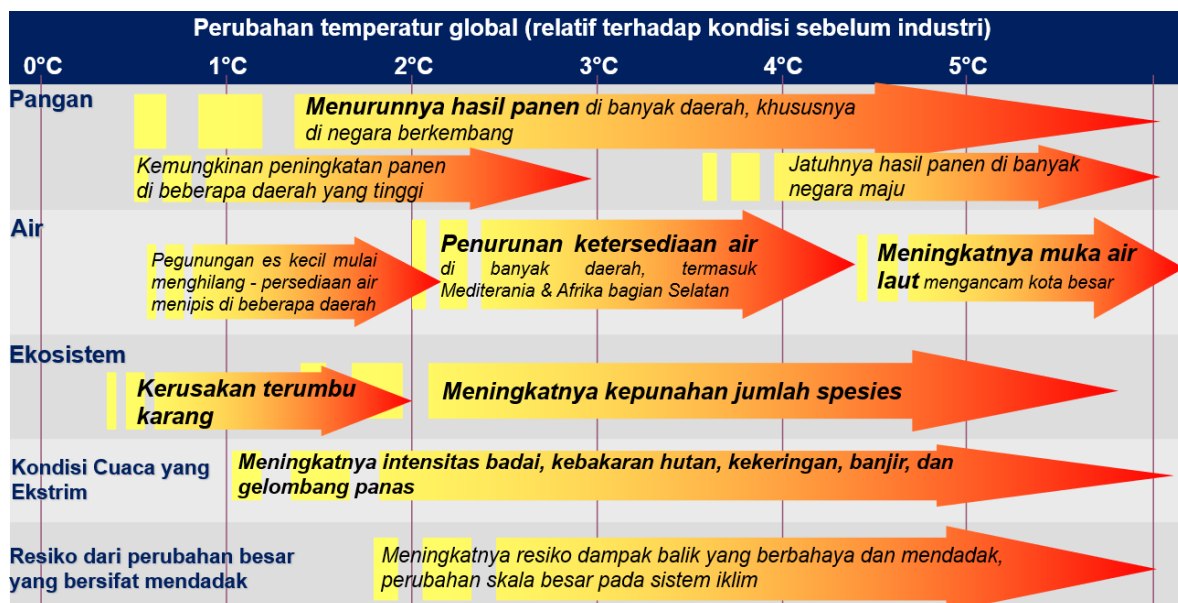 Perubahan temperatur global (relatif terhadap kondisi sebelum industri)
0°C 1°C 2°C 3°C 4°C 5°C
Pangan
Menurunnya hasil panen di banyak daerah, khususnya
di negara berkembang
Kemungkinan peningkatan panen
di beberapa daerah yang tinggi
Jatuhnya hasil panen di banyak
negara maju
Air
Pegunungan es kecil mulai
menghilang - persediaan air
menipis di beberapa daerah
Penurunan ketersediaan air
di banyak daerah, termasuk
Mediterania & Afrika bagian Selatan
Meningkatnya muka air
laut mengancam kota besar
Ekosistem
Kerusakan terumbu
karang
Meningkatnya kepunahan jumlah spesies
Kondisi Cuaca yang
Ekstrim
Meningkatnya intensitas badai, kebakaran hutan, kekeringan, banjir, dan
gelombang panas
Resiko dari perubahan besar
yang bersifat mendadak
Meningkatnya resiko dampak balik yang berbahaya dan mendadak,
perubahan skala besar pada sistem iklim